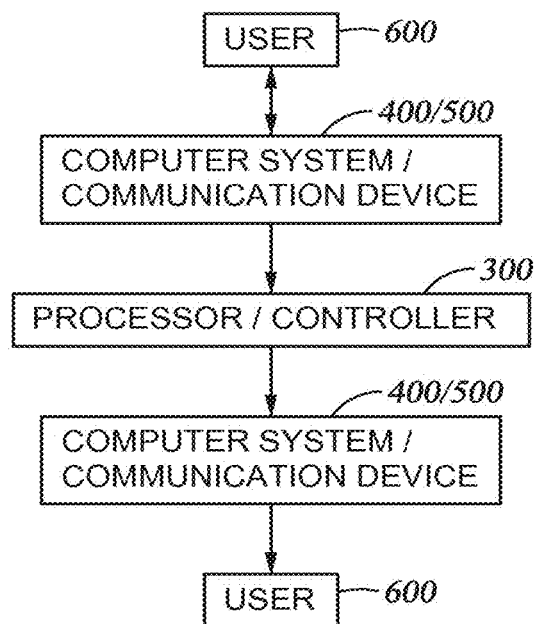 USER
600
400/500
COMPUTER SYSTEM /
COMMUNICATION DEVICE
300
PROCESSOR / CONTROLLER
400/500
COMPUTER SYSTEM /
COMMUNICATION DEVICE
USER
600